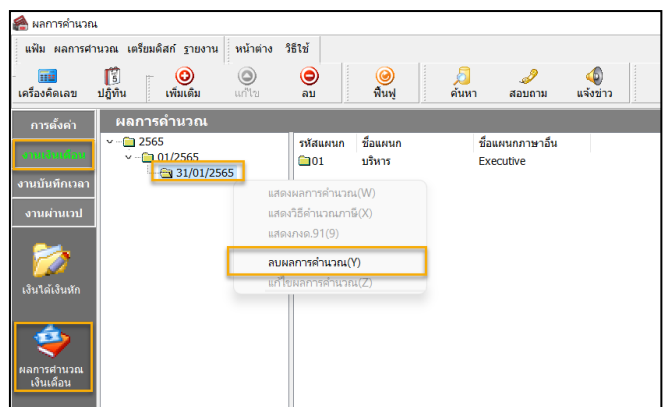 ผลการคำนวณ
แฟ้ม ผลการคำนวณ เตรียมดิสก์ รายงาน หน้าต่าง วิธีใช้
เครื่องคิดเลข ปฏิทิน เพิ่มเติม แก้ไข ลบ ฟื้นฟู ค้นหา สอบถาม แจ้งข่าว
การตั้งค่า ผลการคำนวณ
2565 รหัสแผนก ชื่อแผนก ชื่อแผนกภาษาอื่น
งานเงินเดือน 01/2565 01 บริหาร Executive
31/01/2565
งานบันทึกเวลา แสดงผลการคำนวณ(W)
งานผ่านเวป แสดงวิธีคำนวณภาษี(X)
แสดงภงด.91(9)
ลบผลการคำนวณ(Y)
เงินได้เงินหัก แก้ไขผลการคำนวณ(Z)
ผลการคำนวณ
เงินเดือน